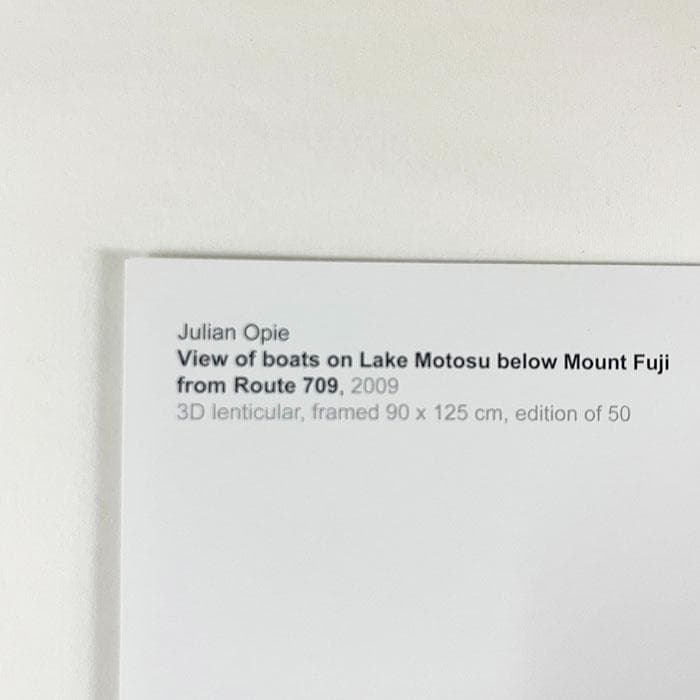 Julian Opie
View of boats on Lake Motosu below Mount Fuji
from Route 709, 2009
3D lenticular, framed 90 x 125 cm, edition of 50